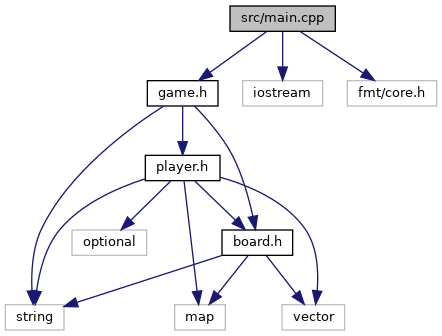 src/main.cpp
game.h
iostream
fmt/core.h
player.h
optional
board.h
string
map
vector